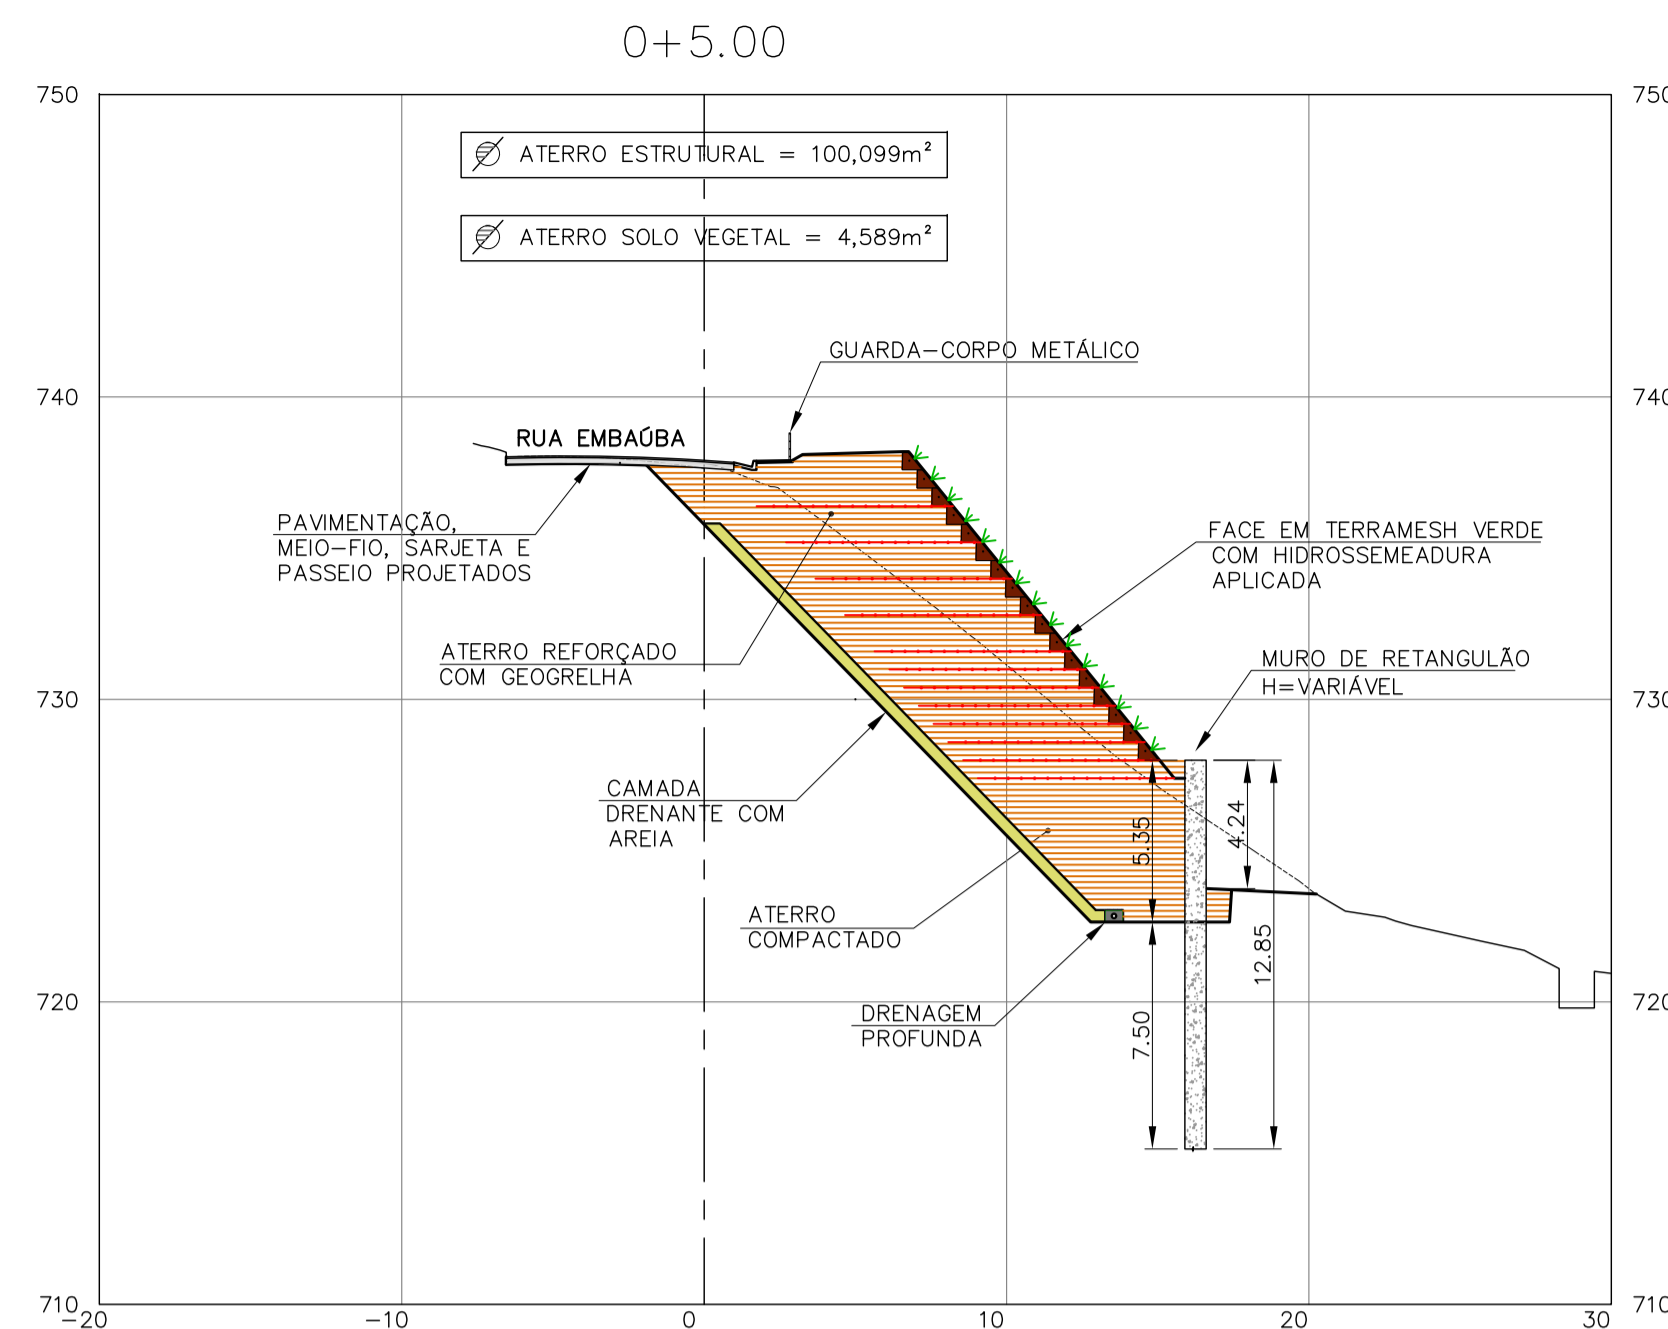 0+5.00
750
750
ATERRO ESTRUTURAL = 100,099m²
ATERRO SOLO VEGETAL = 4,589m²
GUARDA-CORPO METÁLICO
740
740
RUA EMBAÚBA
PAVIMENTAÇÃO,
MEIO-FIO, SARJETA E
PASSEIO PROJETADOS
FACE EM TERRAMESH VERDE
COM HIDROSSEMEADURA
APLICADA
ATERRO REFORÇADO
COM GEOGRELHA
MURO DE RETANGULÃO
H=VARIÁVEL
730
730
CAMADA
DRENANTE COM
AREIA
5.35
4.24
ATERRO
COMPACTADO
12.85
720
720
DRENAGEM
PROFUNDA
7.50
710
710
-20
-10
0
10
20
30